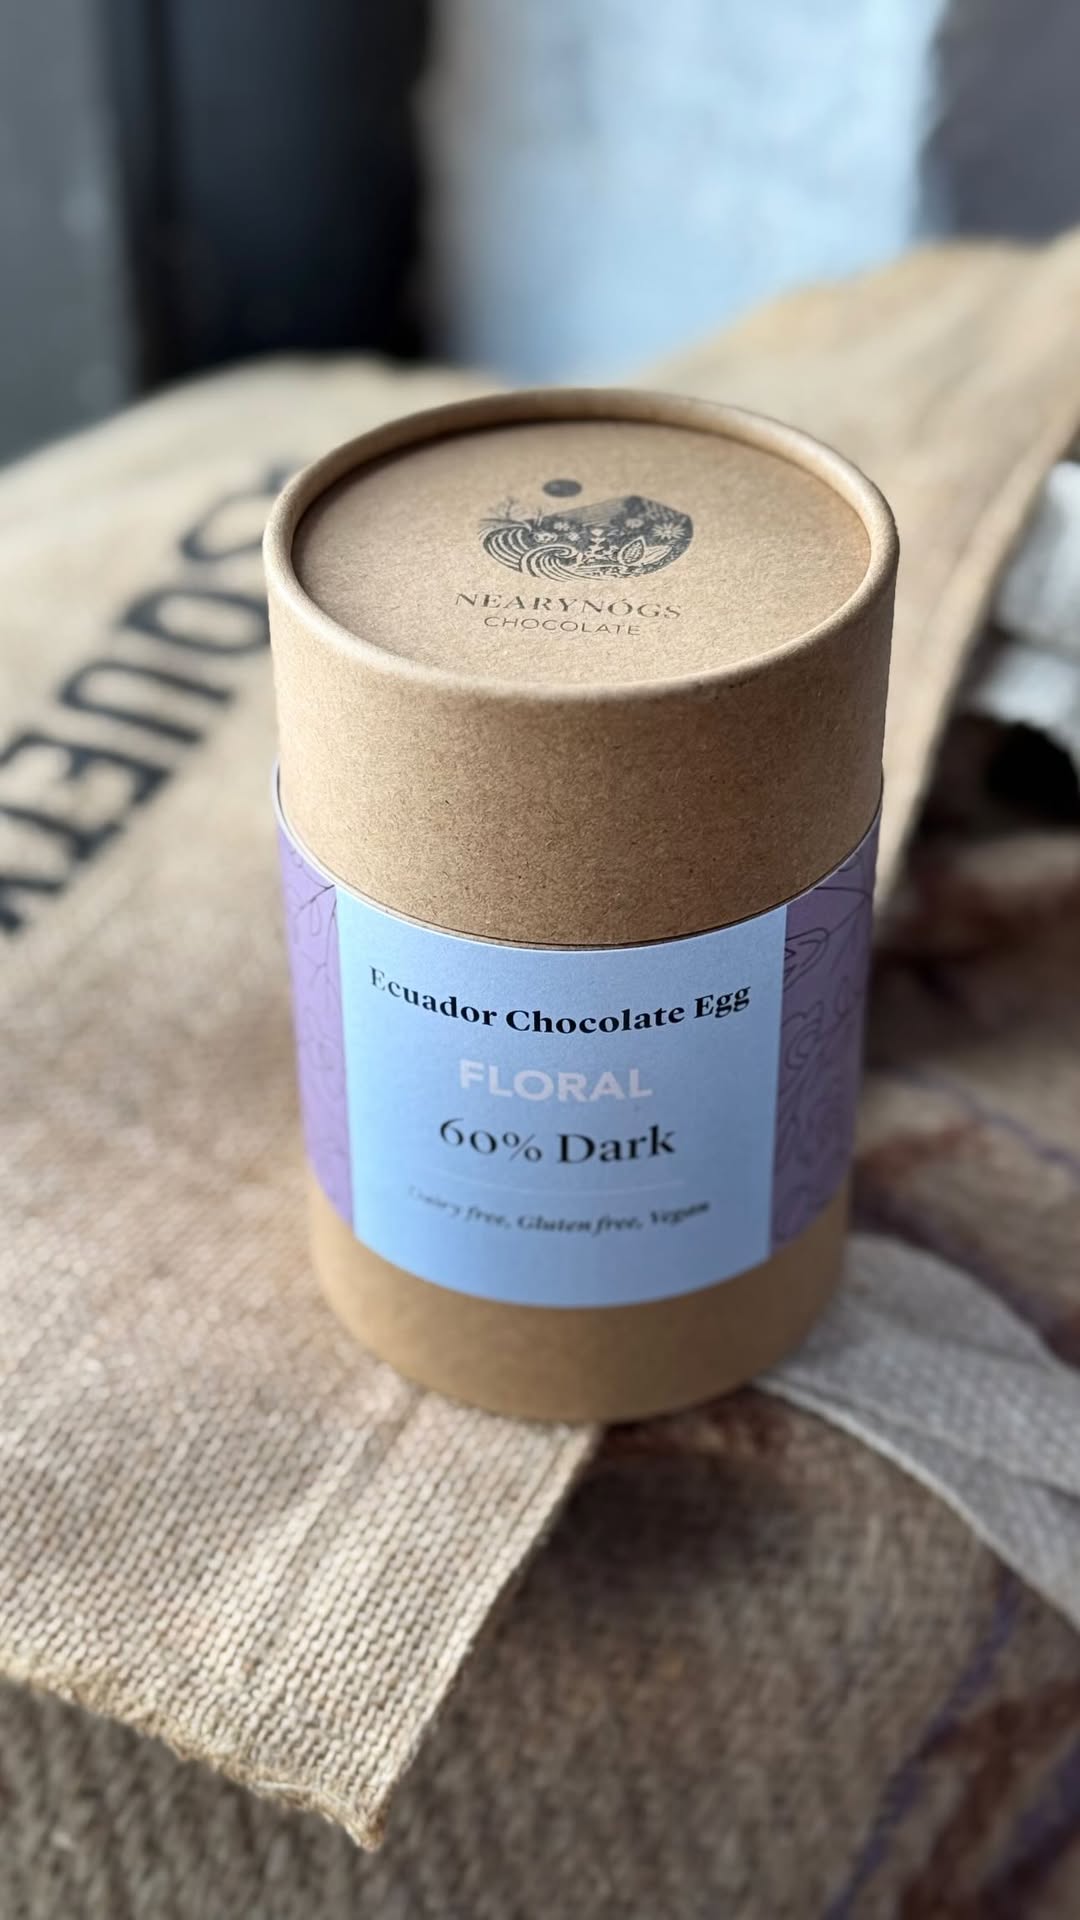 NEARYNÓGS
CHOCOLATE
Ecuador Chocolate Egg
FLORAL
60% Dark
Dairy free, Gluten free, Vegan